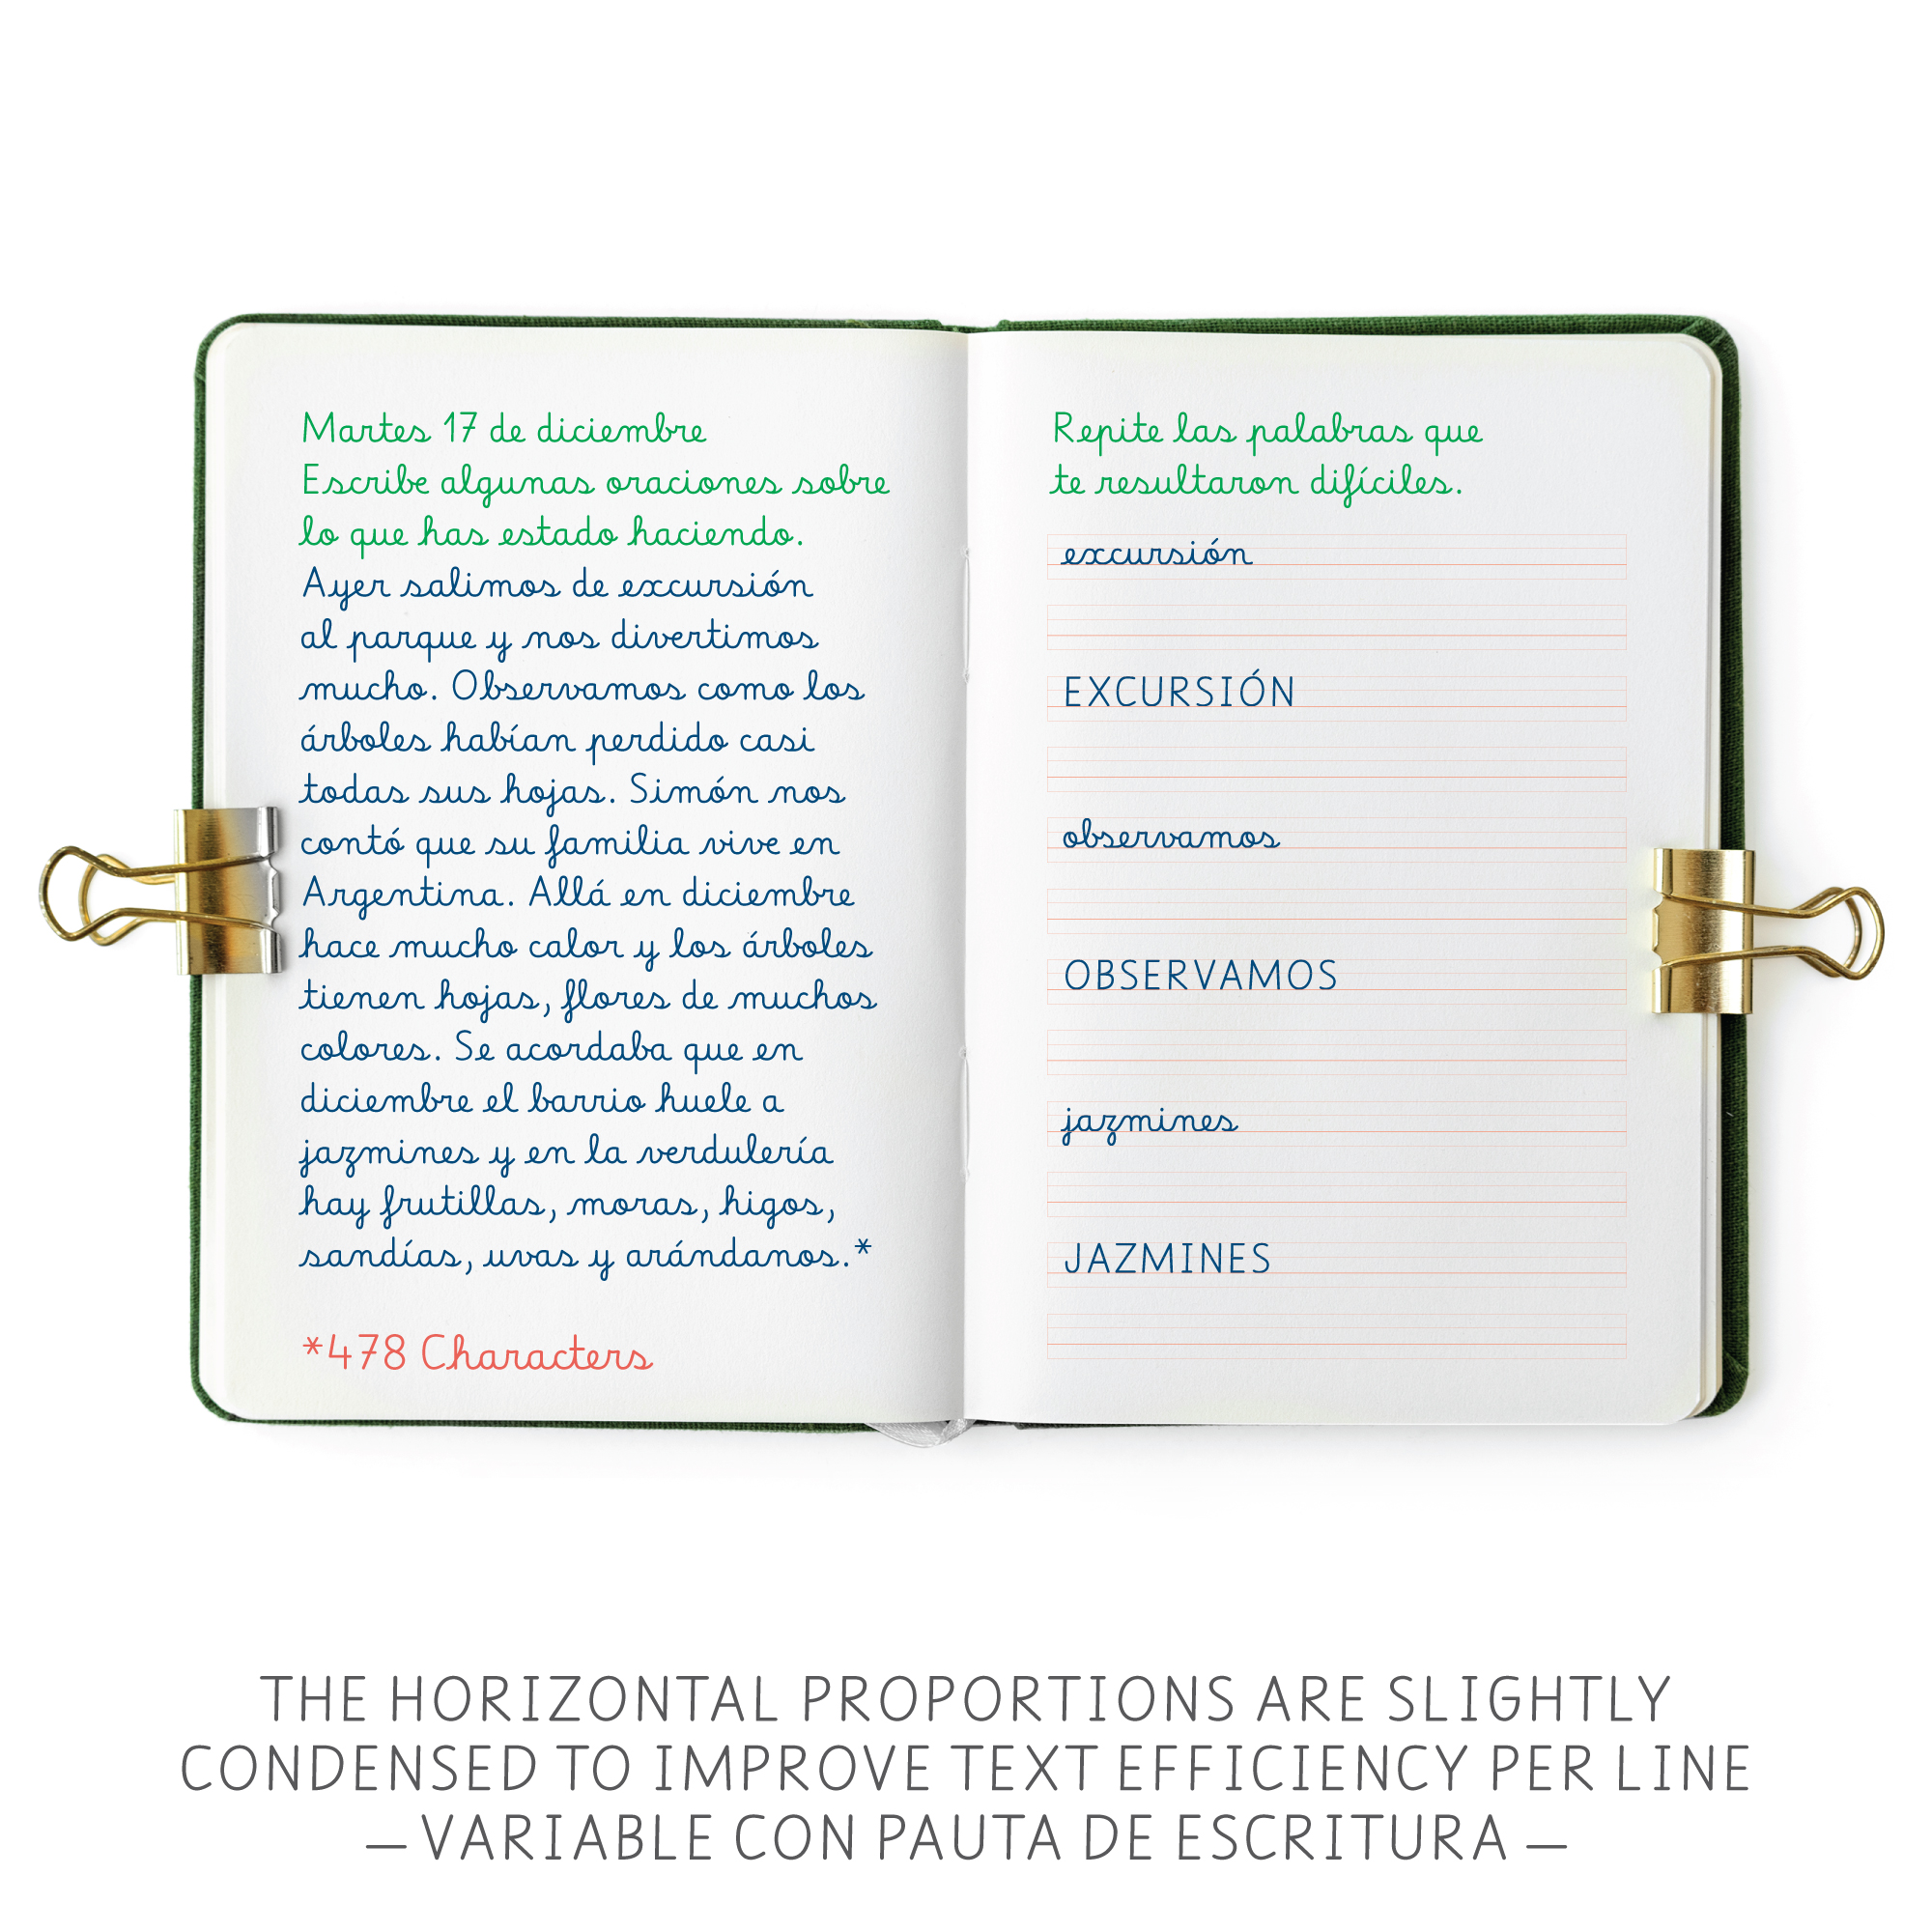 Martes 17 de diciembre
Escribe algunas oraciones sobre
lo que has estado haciendo.
Ayer salimos de excursión
al parque y nos divertimos
mucho. Observamos como los
árboles habían perdido casi
todas sus hojas. Simón nos
contó que su familia vive en
Argentina. Allá en diciembre
hace mucho calor y los árboles
tienen hojas, flores de muchos
colores. Se acordaba que en
diciembre el barrio huele a
jazmines y en la verdulería
hay frutillas, moras, higos,
sandías, uvas y arándanos.*
*478 Characters
Repite las palabras que
te resultaron difíciles.
excursión
EXCURSIÓN
observamos
OBSERVAMOS
jazmines
JAZMINES
THE HORIZONTAL PROPORTIONS ARE SLIGHTLY
CONDENSED TO IMPROVE TEXT EFFICIENCY PER LINE
— VARIABLE CON PAUTA DE ESCRITURA —